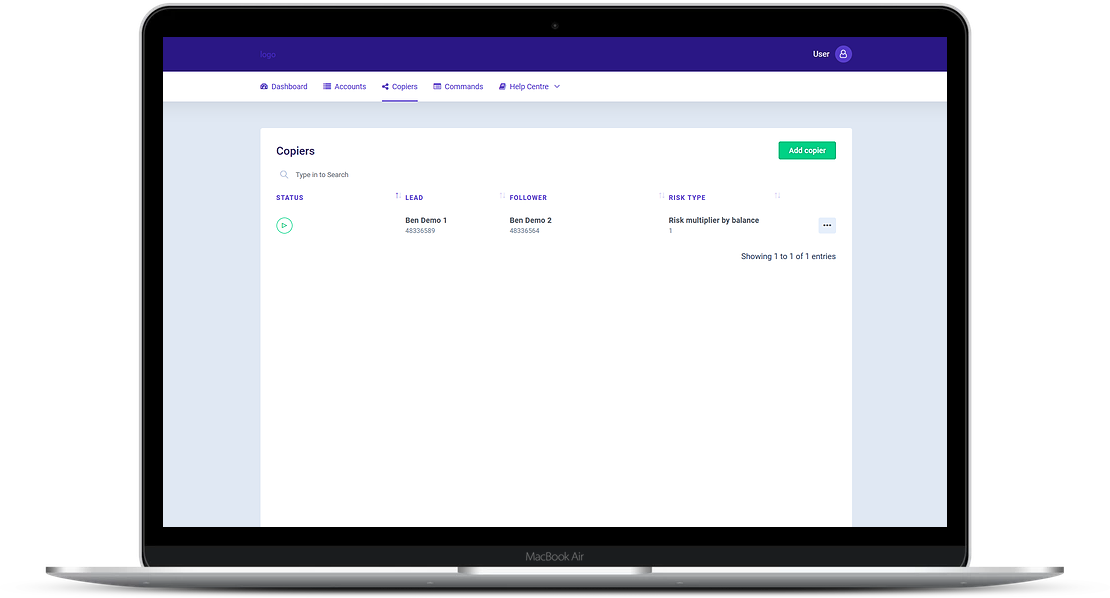 logo
User
Dashboard Accounts Copiers Commands Help Centre
Copiers
Add copier
Type in to Search
STATUS LEAD FOLLOWER RISK TYPE
Ben Demo 1 Ben Demo 2 Risk multiplier by balance
48336589 48336564 1
Showing 1 to 1 of 1 entries
MacBook Air